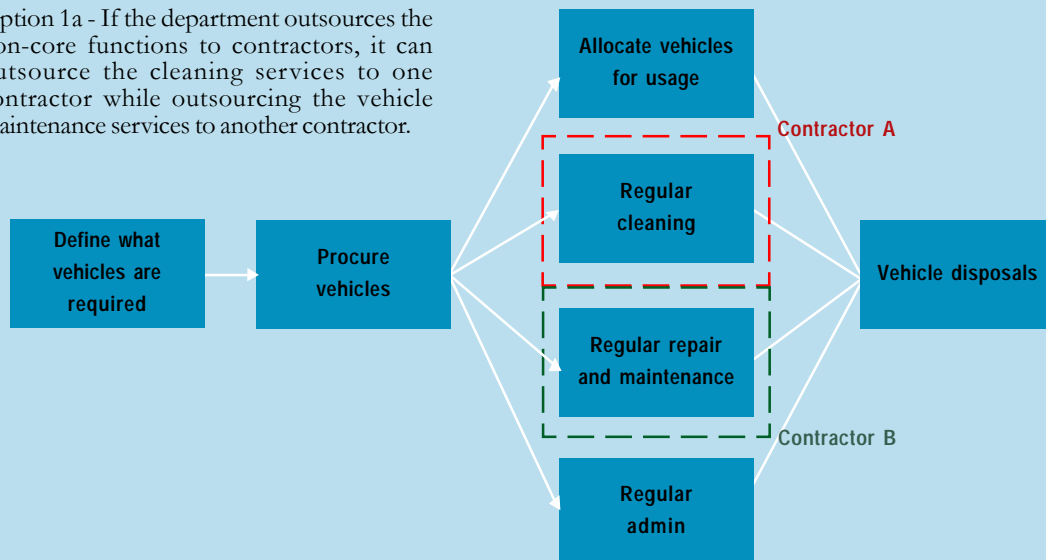 ption 1a - If the department outsources the
on-core functions to contractors, it can
utsource the cleaning services to one
ontractor while outsourcing the vehicle
aintenance services to another contractor.
Allocate vehicles
for usage
Contractor A
Regular
cleaning
Define what
vehicles are
required
Procure
vehicles
Vehicle disposals
Regular repair
and maintenance
Contractor B
Regular
admin